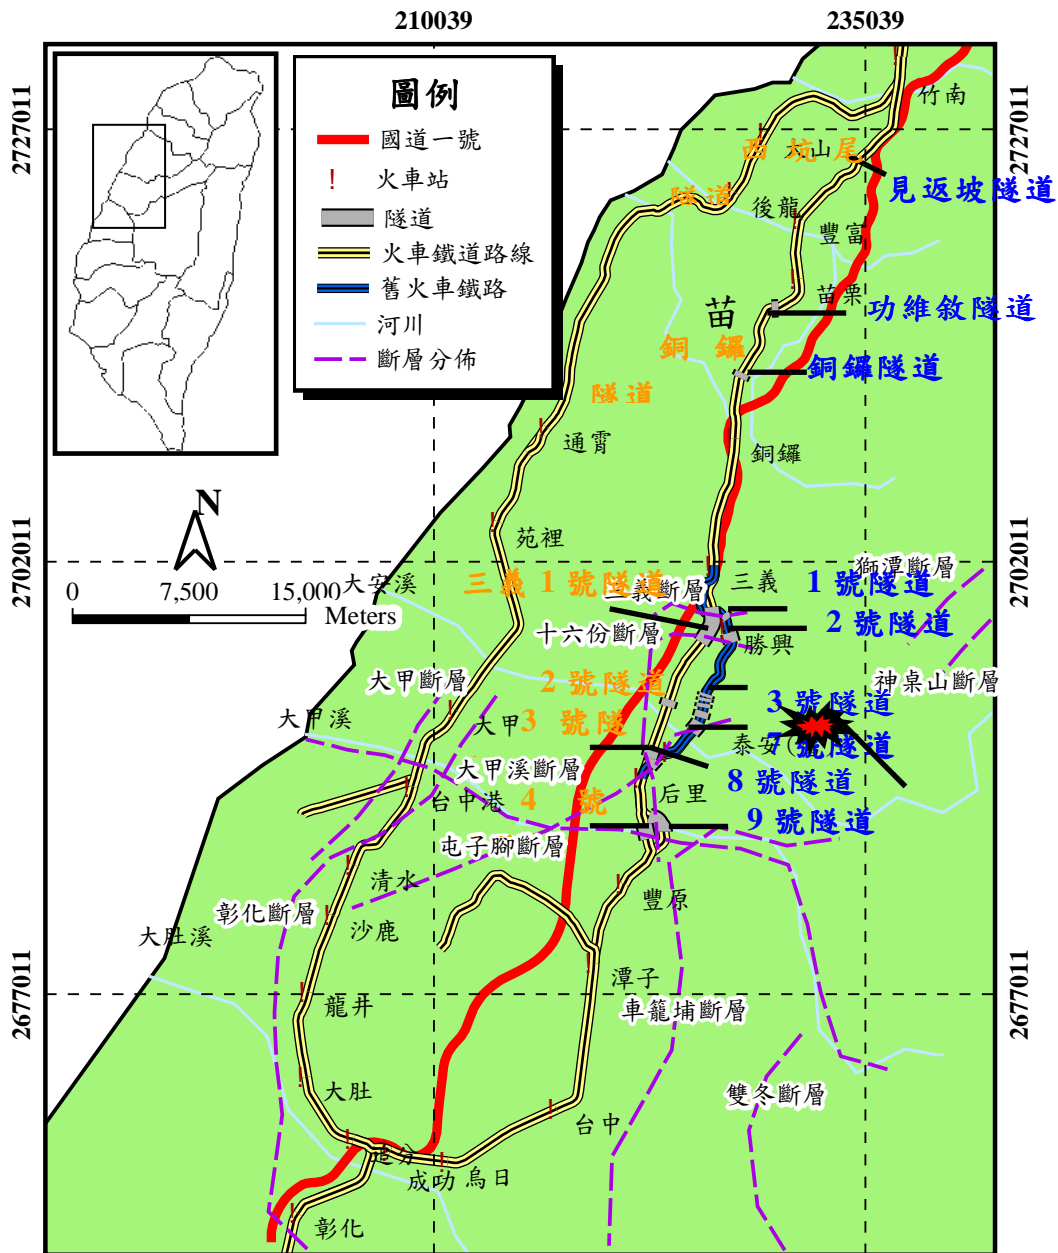 210039
235039
2727011
2727011
2702011
2702011
2677011
2677011
圖例
國道一號
火車站
隧道
火車鐵道路線
舊火車鐵路
河川
斷層分佈
N
0
7,500
15,000
Meters
竹南
西坑尾
山
隧道
見返坡隧道
後龍
豐富
苗栗
苗
功維敘隧道
銅鑼
隧道
銅鑼隧道
通霄
銅鑼
苑裡
大安溪
三義1號隧道
三義斷層
三義
獅潭斷層
1號隧道
2號隧道
十六份斷層
勝興
神桌山斷層
大甲斷層
2號隧道
3號隧道
大甲溪
大甲
3號隧
泰安(
7號隧道
大甲溪斷層
8號隧道
台中港
4號
后里
9號隧道
屯子腳斷層
清水
豐原
彰化斷層
沙鹿
大肚溪
潭子
龍井
車籠埔斷層
大肚
雙冬斷層
台中
追分
成功
烏日
彰化